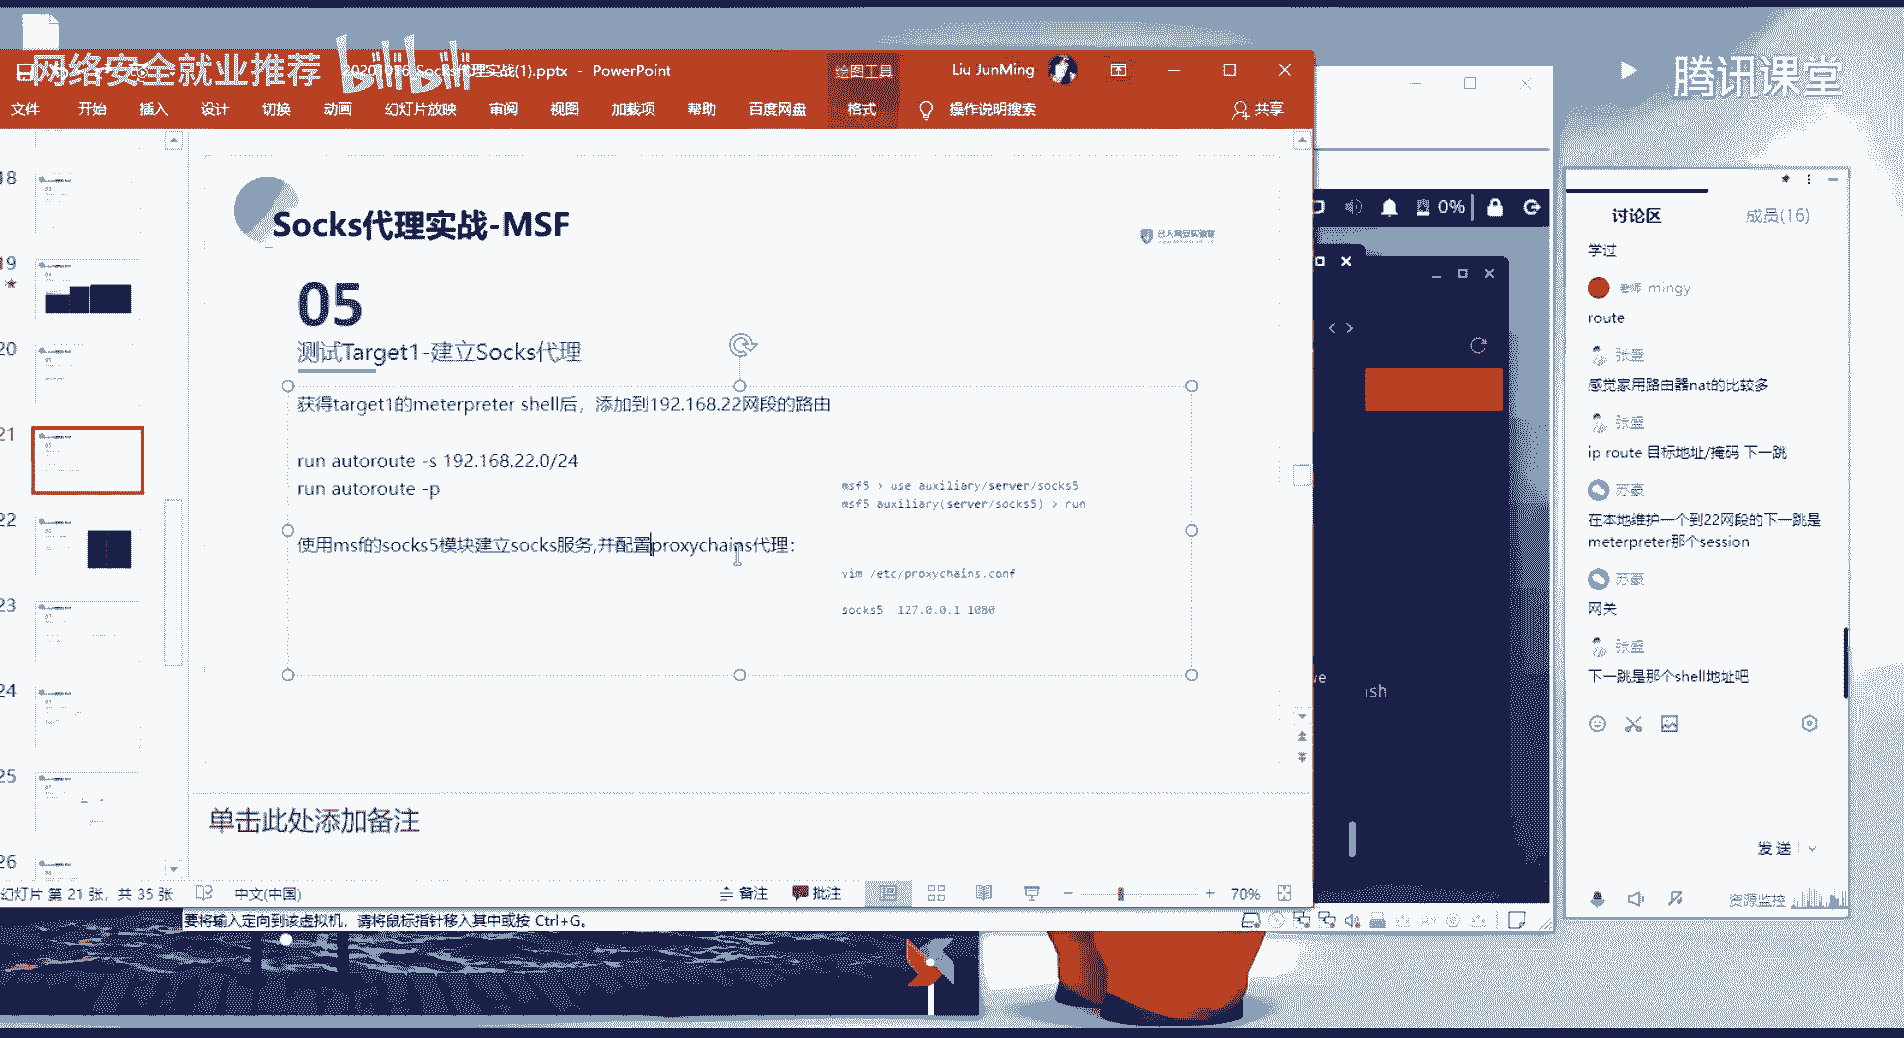 网络安全就业推荐
bilibili
代理实战(1).pptx - PowerPoint
绘图工具
Liu JunMing
腾讯课堂
文件 开始 插入 设计 切换 动画 幻灯片放映 审阅 视图 加载项 帮助 百度网盘 格式 操作说明搜索 共享
18
19
20
21
22
23
24
25
26
Socks代理实战-MSF
05
测试Target1-建立Socks代理
获得target1的meterpreter shell后，添加到192.168.22网段的路由
run autoroute -s 192.168.22.0/24
run autoroute -p
msf5 > use auxiliary/server/socks5
msf5 auxiliary(server/socks5) > run
使用msf的socks5模块建立socks服务,并配置proxychains代理：
vim /etc/proxychains.conf
socks5 127.0.0.1 1080
单击此处添加备注
幻灯片 第 21 张，共 35 张 中文(中国) 备注 批注 70%
要将输入定向到该虚拟机，请将鼠标指针移入其中或按 Ctrl+G。
0%
讨论区 成员(16)
学过
老师 mingy
route
张盛
感觉家用路由器nat的比较多
张盛
ip route 目标地址/掩码 下一跳
苏豪
在本地维护一个到22网段的下一跳是
meterpreter那个session
苏豪
网关
张盛
下一跳是那个shell地址吧
发送
资源监控